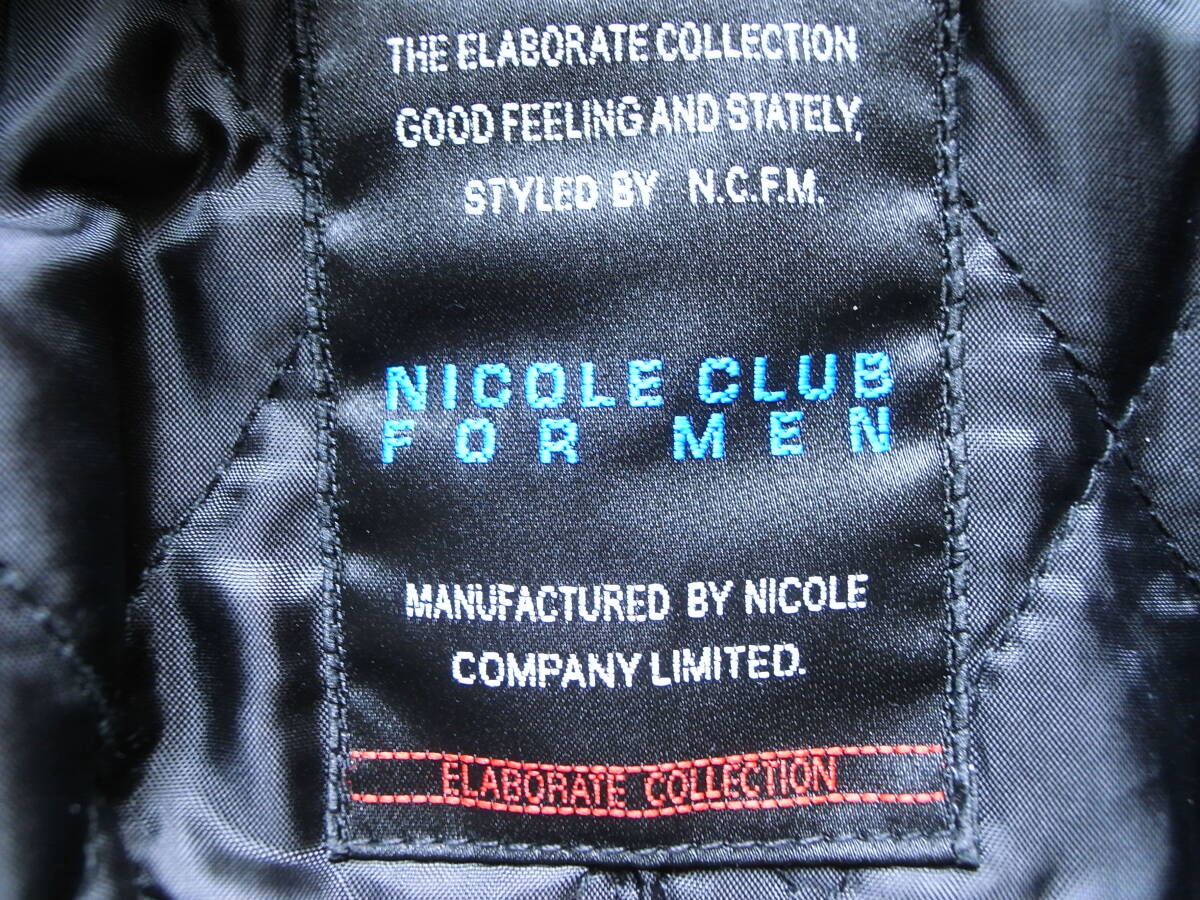 THE ELABORATE COLLECTION
GOOD FEELING AND STATELY,
STYLED BY N.C.F.M.
NICOLE CLUB
FOR MEN
MANUFACTURED BY NICOLE
COMPANY LIMITED.
ELABORATE COLLECTION